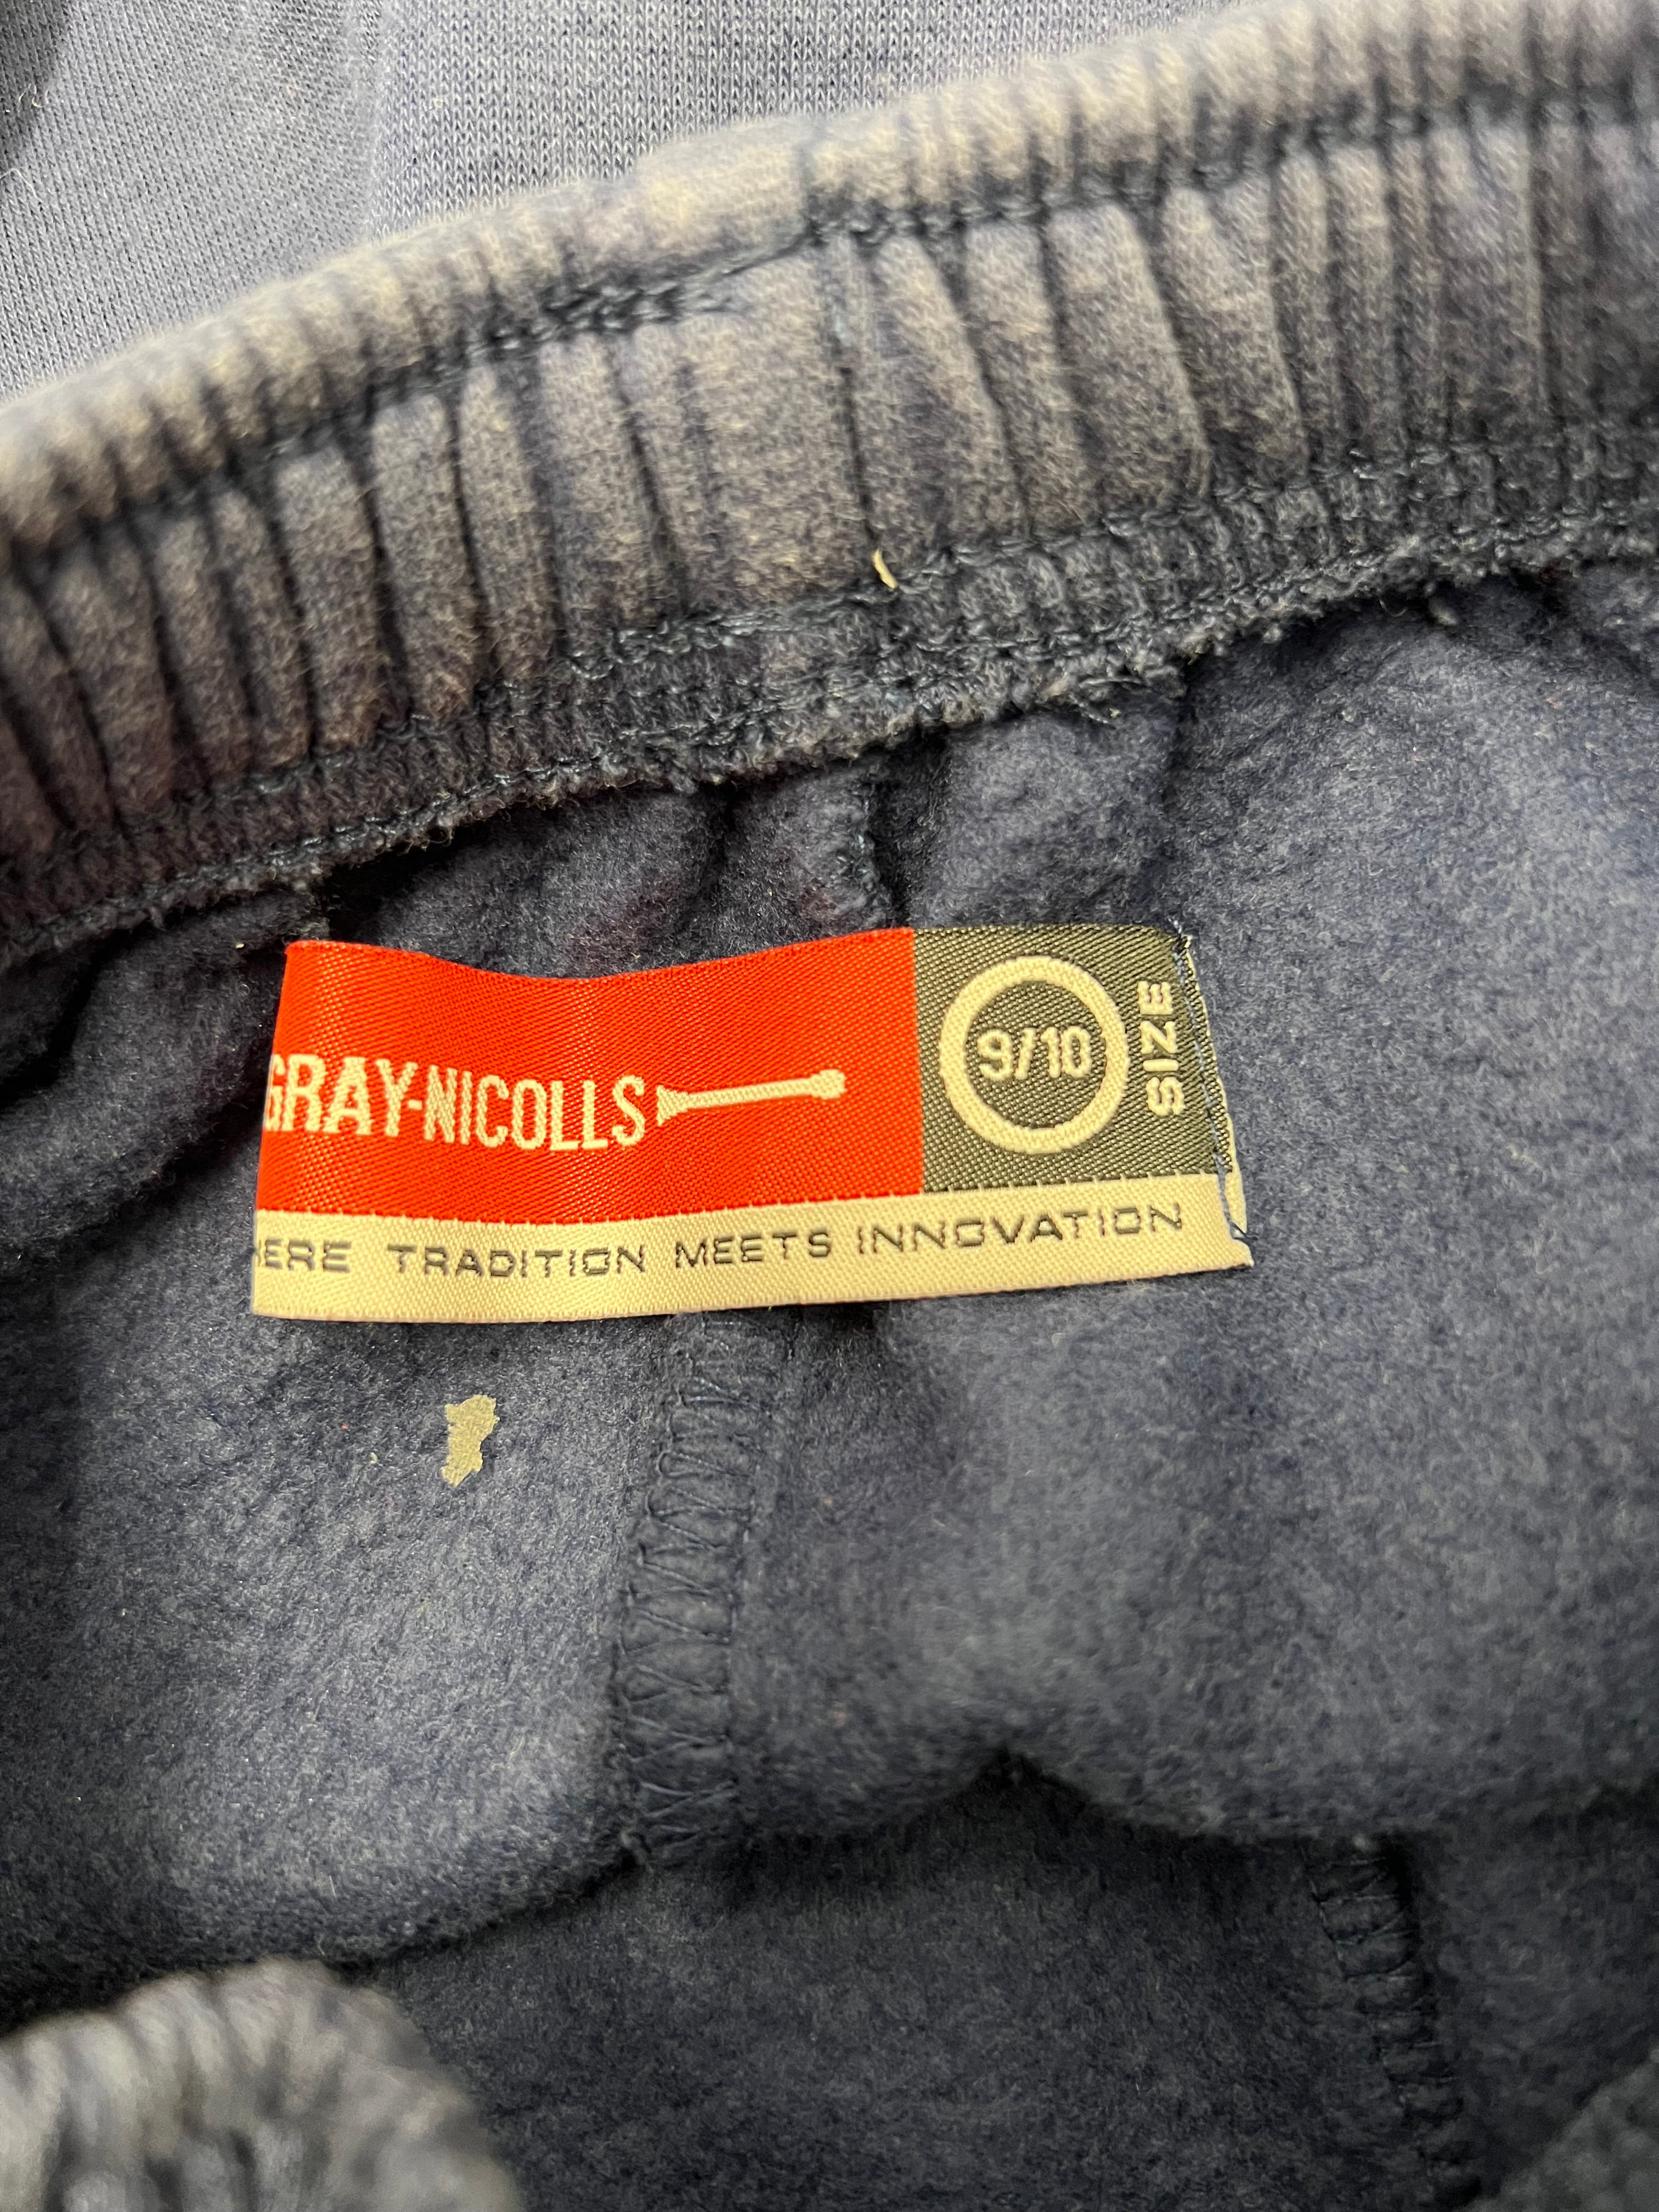 GRAY-NICOLLS
9/10
SIZE
HERE TRADITION MEETS INNOVATION